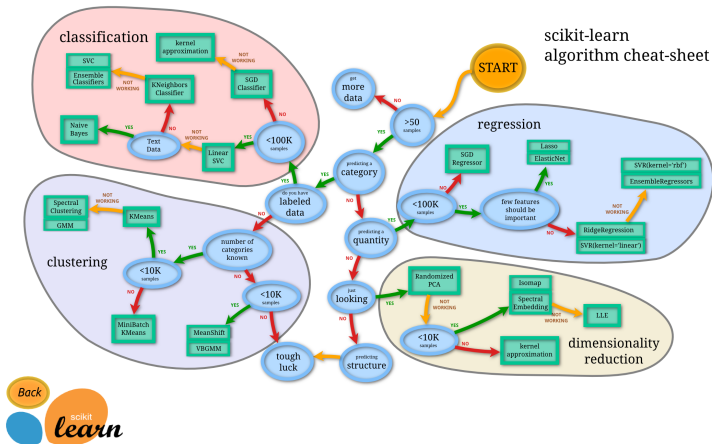 scikit-learn
algorithm cheat-sheet
START
classification
kernel
approximation
NOT
WORKING
SVC
Ensemble
Classifiers
NOT
WORKING
KNeighbors
Classifier
SGD
Classifier
NO
NO
Naive
Bayes
YES
Text
Data
NOT
WORKING
Linear
SVC
YES
<100K
samples
YES
get
more
data
NO
>50
samples
YES
predicting a
category
YES
do you have
labeled
data
NO
NO
regression
SGD
Regressor
NO
Lasso
ElasticNet
YES
SVR(kernel='rbf')
EnsembleRegressors
NOT
WORKING
<100K
samples
YES
few features
should be
important
NO
RidgeRegression
SVR(kernel='linear')
predicting a
quantity
YES
NO
clustering
Spectral
Clustering
GMM
NOT
WORKING
KMeans
YES
number of
categories
known
YES
NO
<10K
samples
NO
<10K
samples
YES
NO
MiniBatch
KMeans
MeanShift
VBGMM
just
looking
YES
NO
Randomized
PCA
NOT
WORKING
Isomap
Spectral
Embedding
NOT
WORKING
LLE
<10K
samples
YES
NO
kernel
approximation
dimensionality
reduction
tough
luck
predicting
structure
Back
scikit
learn